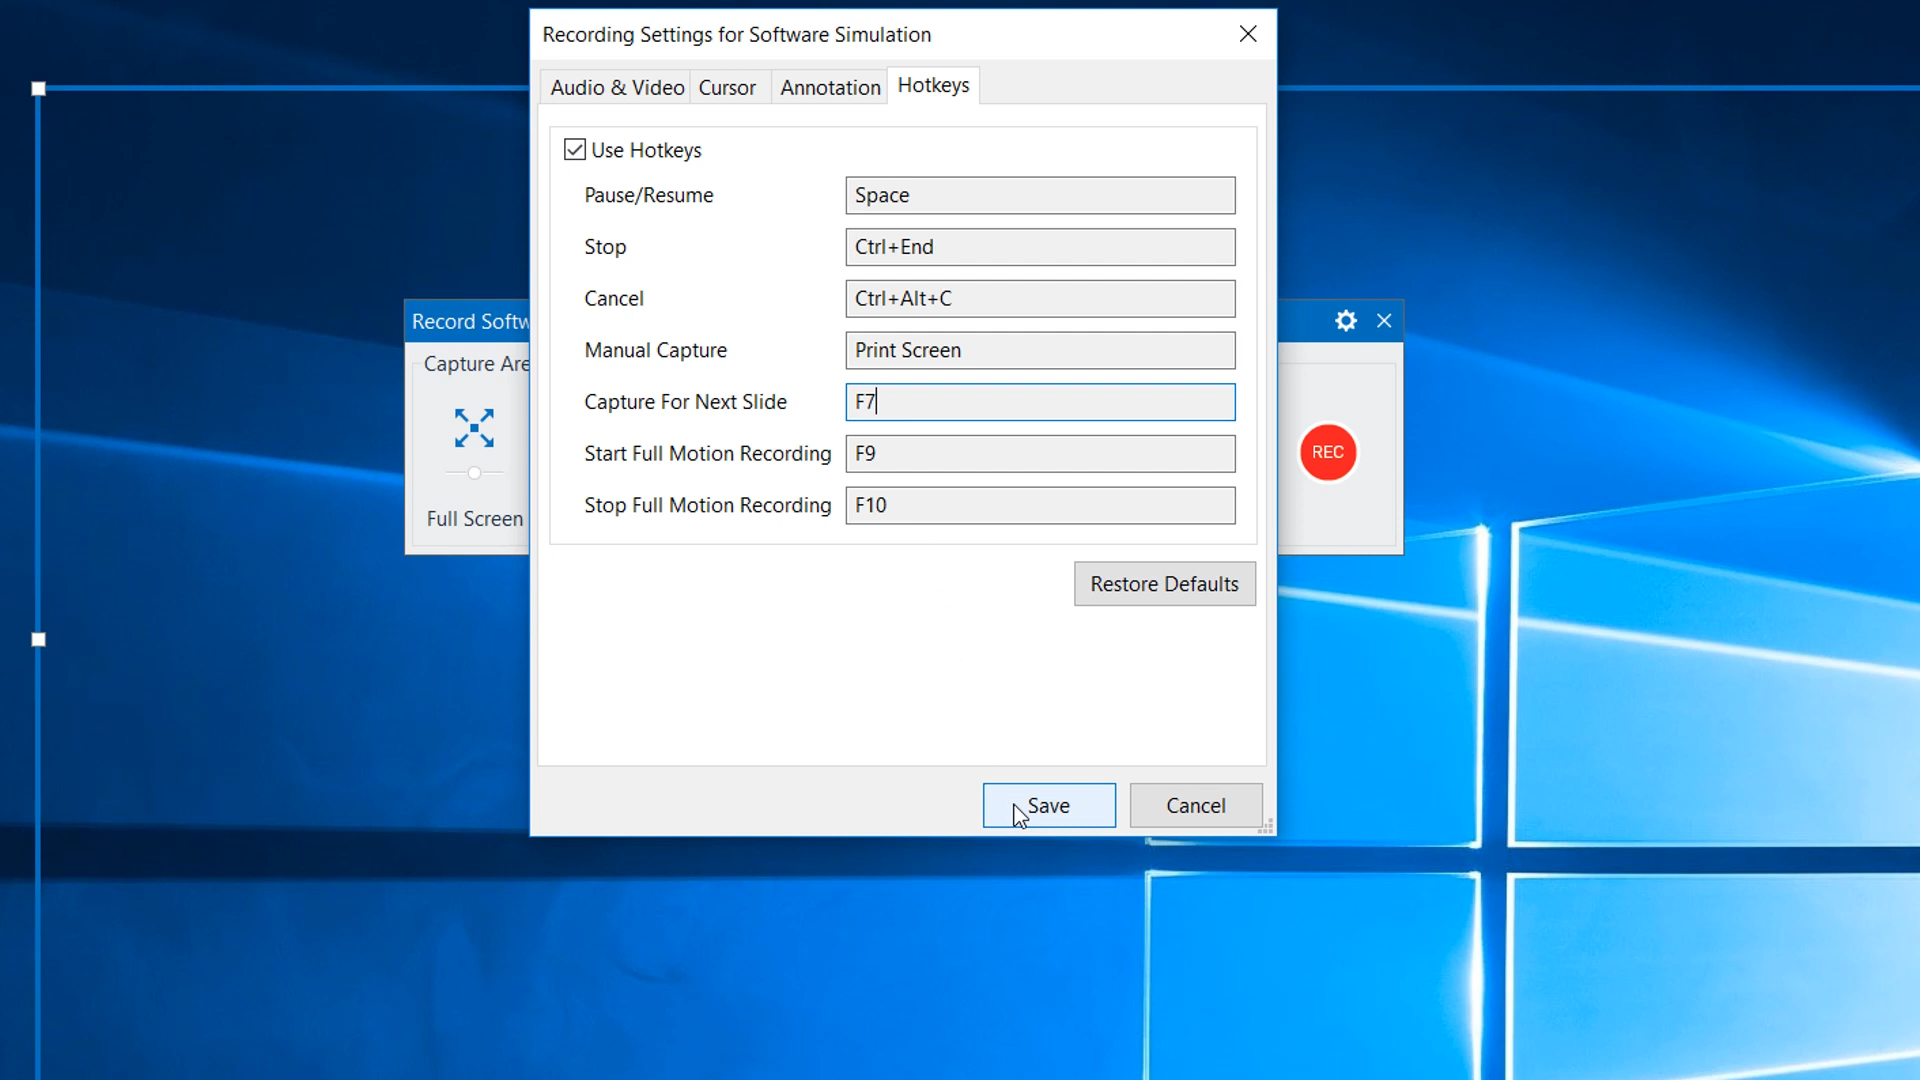 Recording Settings for Software Simulation
Audio & Video Cursor Annotation Hotkeys
Use Hotkeys
Pause/Resume Space
Stop Ctrl+End
Cancel Ctrl+Alt+C
Manual Capture Print Screen
Capture For Next Slide F7
Start Full Motion Recording F9
Stop Full Motion Recording F10
Restore Defaults
Save Cancel
Record Softw
Capture Are
Full Screen
REC